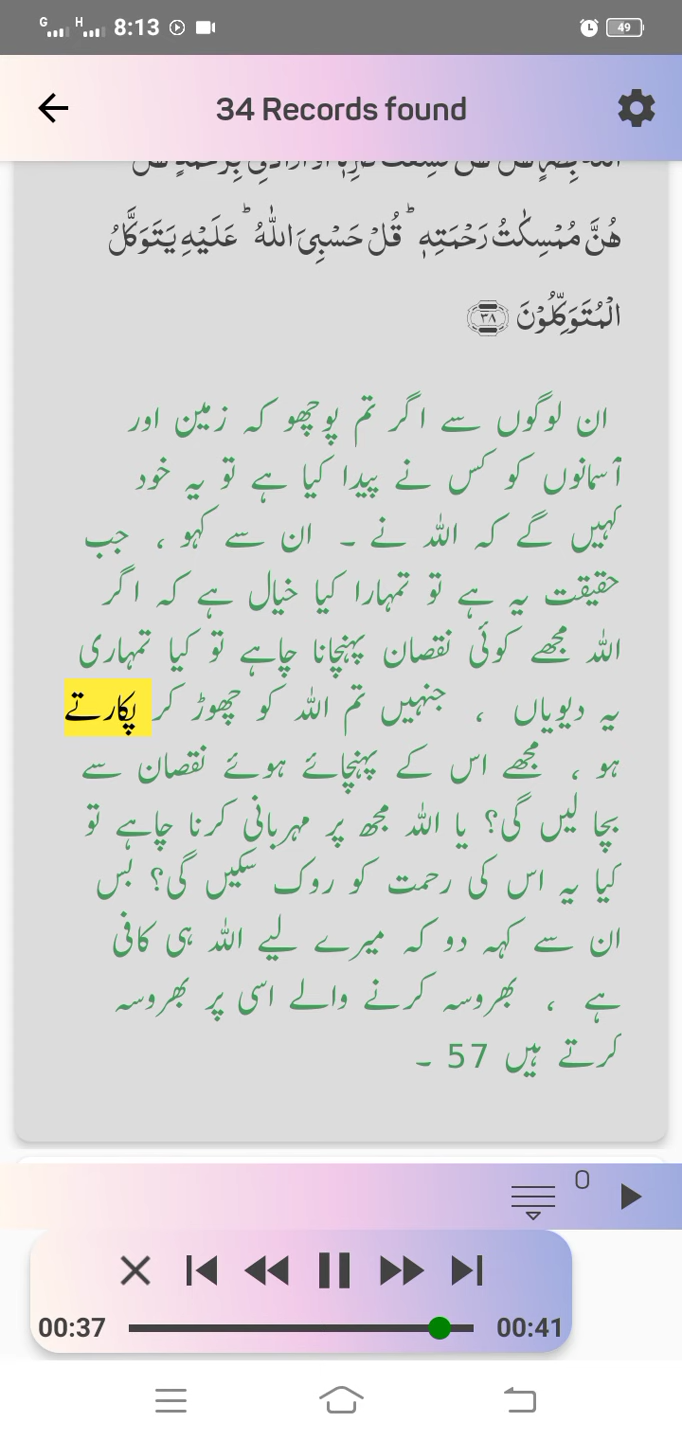 G H 8:13 49
34 Records found
هُنَّ مُمْسِكٰتُ رَحْمَتِهٖ ؕ قُلْ حَسْبِیَ اللّٰهُ ؕ عَلَیْهِ یَتَوَكَّلُ
الْمُتَوَكِّلُوْنَ ﴿۳۸﴾
ان لوگوں سے اگر تم پوچھو کہ زمین اور
آسمانوں کو کس نے پیدا کیا ہے تو یہ خود
کہیں گے کہ اللہ نے ۔ ان سے کہو ، جب
حقیقت یہ ہے تو تمہارا کیا خیال ہے کہ اگر
اللہ مجھے کوئی نقصان پہنچانا چاہے تو کیا تمہاری
یہ دیویاں ، جنہیں تم اللہ کو چھوڑ کر پکارتے
ہو ، مجھے اس کے پہنچائے ہوئے نقصان سے
بچا لیں گی؟ یا اللہ مجھ پر مہربانی کرنا چاہے تو
کیا یہ اس کی رحمت کو روک سکیں گی؟ بس
ان سے کہہ دو کہ میرے لیے اللہ ہی کافی
ہے ، بھروسہ کرنے والے اسی پر بھروسہ
کرتے ہیں 57 ۔
0
00:37 00:41